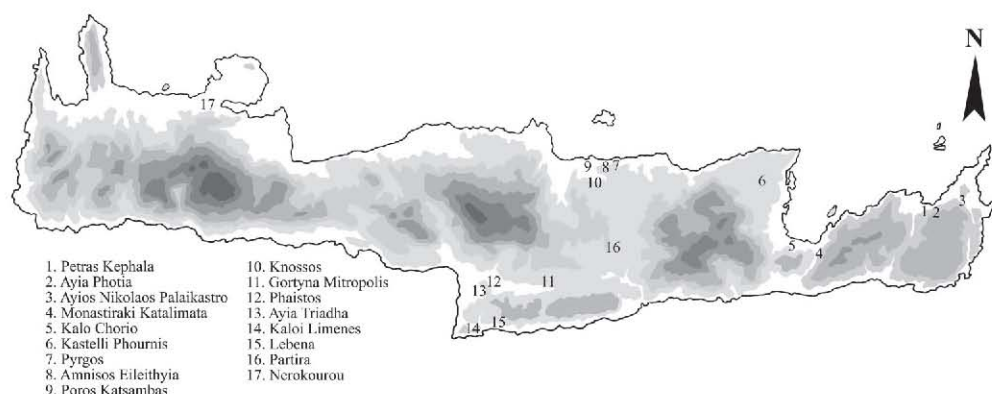 N
17
9 8 7
10
6
3
1 2
16
5 4
12
13 11
15
14
1. Petras Kephala
2. Ayia Photia
3. Ayios Nikolaos Palaikastro
4. Monastiraki Katalimata
5. Kalo Chorio
6. Kastelli Phournis
7. Pyrgos
8. Amnisos Eileithyia
9. Poros Katsambas
10. Knossos
11. Gortyna Mitropolis
12. Phaistos
13. Ayia Triadha
14. Kaloi Limenes
15. Lebena
16. Partira
17. Nerokourou